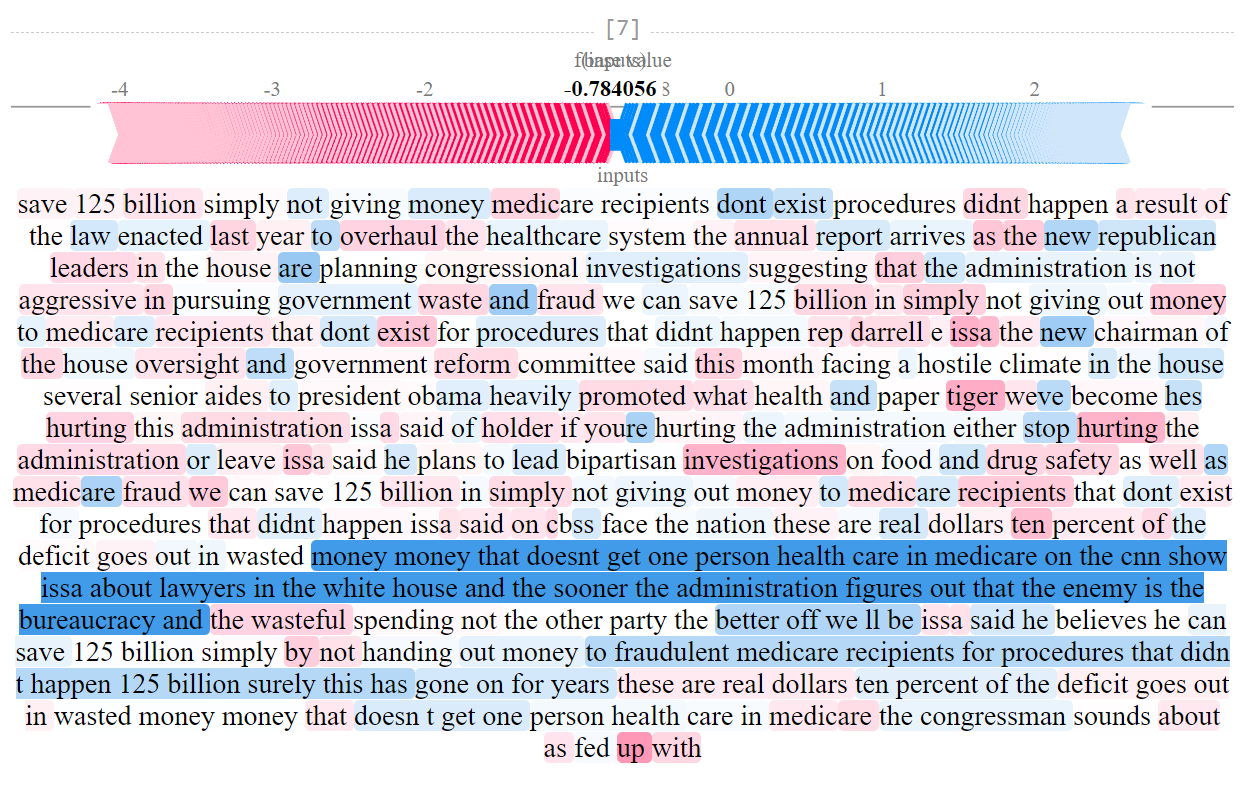 [7]
f(inputs) base value
-4 -3 -2 -0.784056 0 1 2
inputs
save 125 billion simply not giving money medicare recipients dont exist procedures didnt happen a result of
the law enacted last year to overhaul the healthcare system the annual report arrives as the new republican
leaders in the house are planning congressional investigations suggesting that the administration is not
aggressive in pursuing government waste and fraud we can save 125 billion in simply not giving out money
to medicare recipients that dont exist for procedures that didnt happen rep darrell e issa the new chairman of
the house oversight and government reform committee said this month facing a hostile climate in the house
several senior aides to president obama heavily promoted what health and paper tiger weve become hes
hurting this administration issa said of holder if youre hurting the administration either stop hurting the
administration or leave issa said he plans to lead bipartisan investigations on food and drug safety as well as
medicare fraud we can save 125 billion in simply not giving out money to medicare recipients that dont exist
for procedures that didnt happen issa said on cbss face the nation these are real dollars ten percent of the
deficit goes out in wasted money money that doesnt get one person health care in medicare on the cnn show
issa about lawyers in the white house and the sooner the administration figures out that the enemy is the
bureaucracy and the wasteful spending not the other party the better off we ll be issa said he believes he can
save 125 billion simply by not handing out money to fraudulent medicare recipients for procedures that didn
t happen 125 billion surely this has gone on for years these are real dollars ten percent of the deficit goes out
in wasted money money that doesn t get one person health care in medicare the congressman sounds about
as fed up with